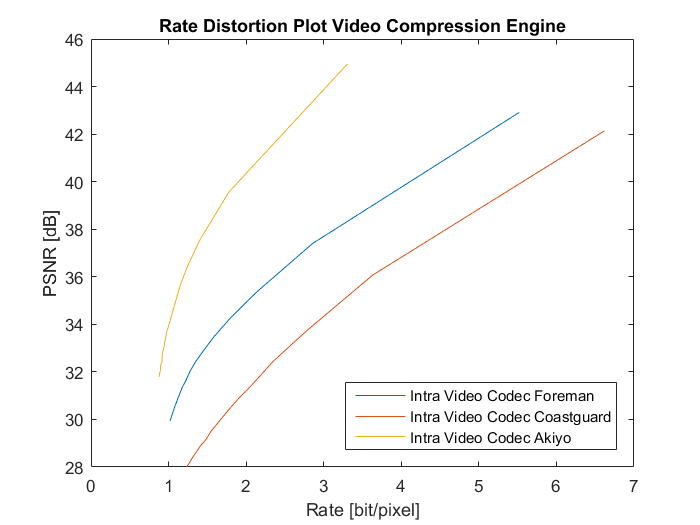 Rate Distortion Plot Video Compression Engine
46
44
42
40
38
36
34
32
30
28
PSNR [dB]
Intra Video Codec Foreman
Intra Video Codec Coastguard
Intra Video Codec Akiyo
0 1 2 3 4 5 6 7
Rate [bit/pixel]